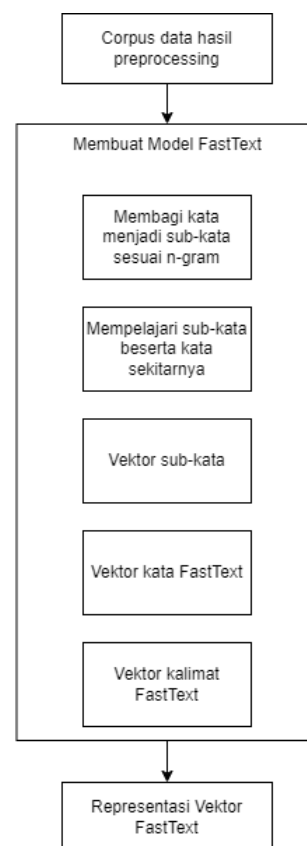 Corpus data hasil
preprocessing
Membuat Model FastText
Membagi kata
menjadi sub-kata
sesuai n-gram
Mempelajari sub-kata
beserta kata
sekitarnya
Vektor sub-kata
Vektor kata FastText
Vektor kalimat
FastText
Representasi Vektor
FastText